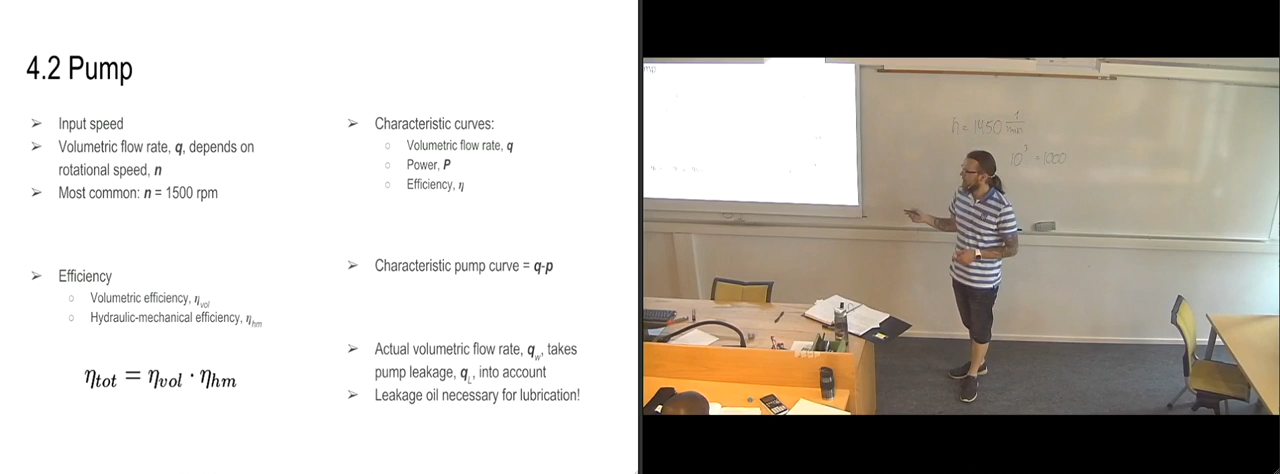 4.2 Pump
➢ Input speed
➢ Volumetric flow rate, q, depends on
rotational speed, n
➢ Most common: n = 1500 rpm
➢ Efficiency
○ Volumetric efficiency, η_vol
○ Hydraulic-mechanical efficiency, η_hm
η_tot = η_vol · η_hm
➢ Characteristic curves:
○ Volumetric flow rate, q
○ Power, P
○ Efficiency, η
➢ Characteristic pump curve = q-p
➢ Actual volumetric flow rate, q_w, takes
pump leakage, q_L, into account
➢ Leakage oil necessary for lubrication!
n = 1450 1/min
10³ = 1000